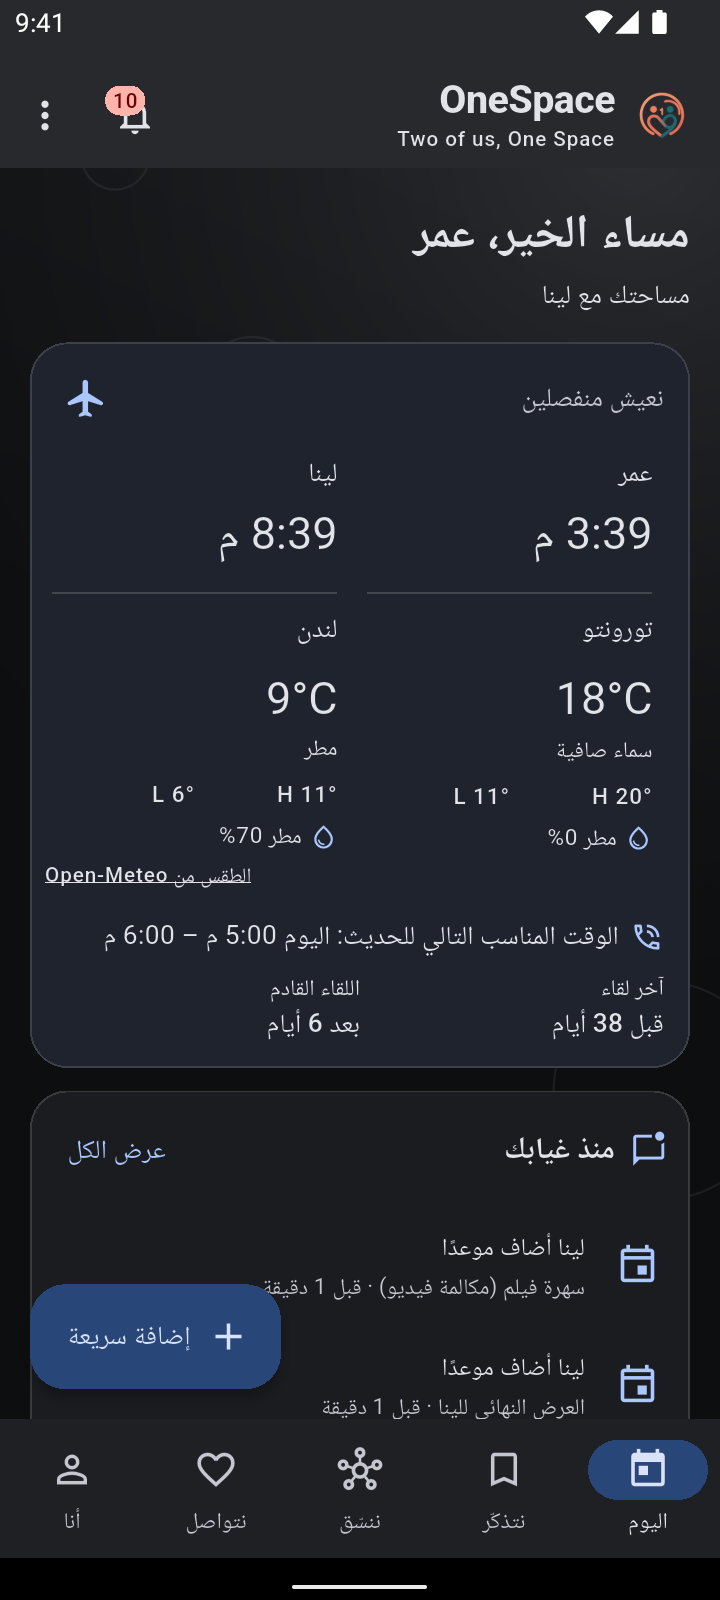 9:41
10
OneSpace
Two of us, One Space
مساء الخير، عمر
مساحتك مع لينا
نعيش منفصلين
عمر
3:39 م
لينا
8:39 م
تورونتو
18°C
سماء صافية
H 20° L 11°
مطر 0%
لندن
9°C
مطر
H 11° L 6°
مطر 70%
الطقس من Open-Meteo
الوقت المناسب التالي للحديث: اليوم 5:00 م – 6:00 م
آخر لقاء
قبل 38 أيام
اللقاء القادم
بعد 6 أيام
منذ غيابك
عرض الكل
لينا أضاف موعدًا
سهرة فيلم (مكالمة فيديو) · قبل 1 دقيقة
لينا أضاف موعدًا
العرض النهائي للينا · قبل 1 دقيقة
إضافة سريعة
اليوم
نتذكّر
ننسّق
نتواصل
أنا